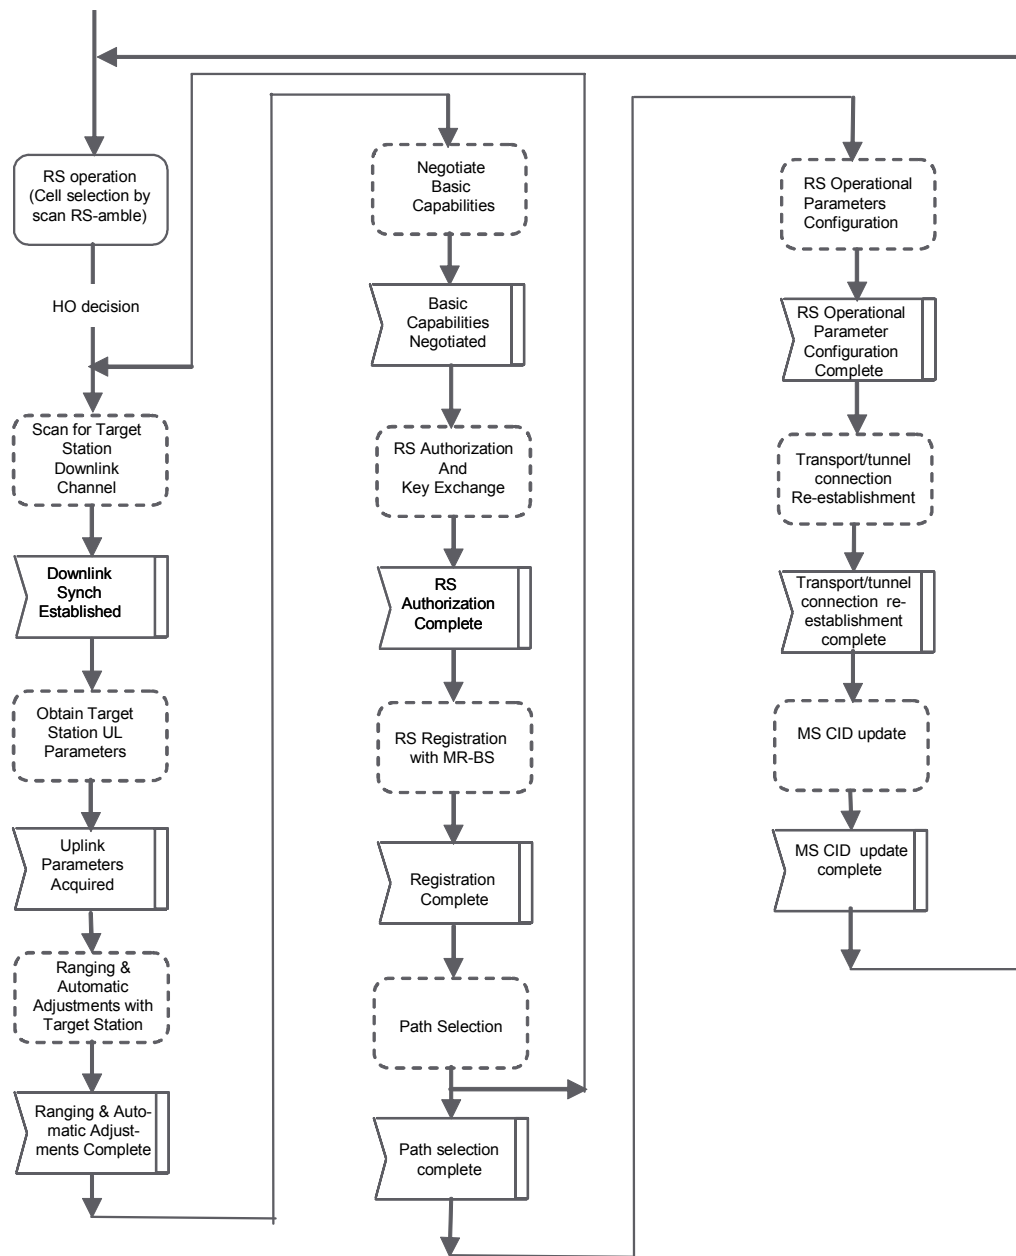 RS operation
(Cell selection by
scan RS-amble)
HO decision
Scan for Target
Station
Downlink
Channel
Downlink
Synch
Established
Obtain Target
Station UL
Parameters
Uplink
Parameters
Acquired
Ranging &
Automatic
Adjustments with
Target Station
Ranging & Auto-
matic Adjust-
ments Complete
Negotiate
Basic
Capabilities
Basic
Capabilities
Negotiated
RS Authorization
And
Key Exchange
RS
Authorization
Complete
RS Registration
with MR-BS
Registration
Complete
Path Selection
Path selection
complete
RS Operational
Parameters
Configuration
RS Operational
Parameter
Configuration
Complete
Transport/tunnel
connection
Re-establishment
Transport/tunnel
connection re-
establishment
complete
MS CID update
MS CID update
complete